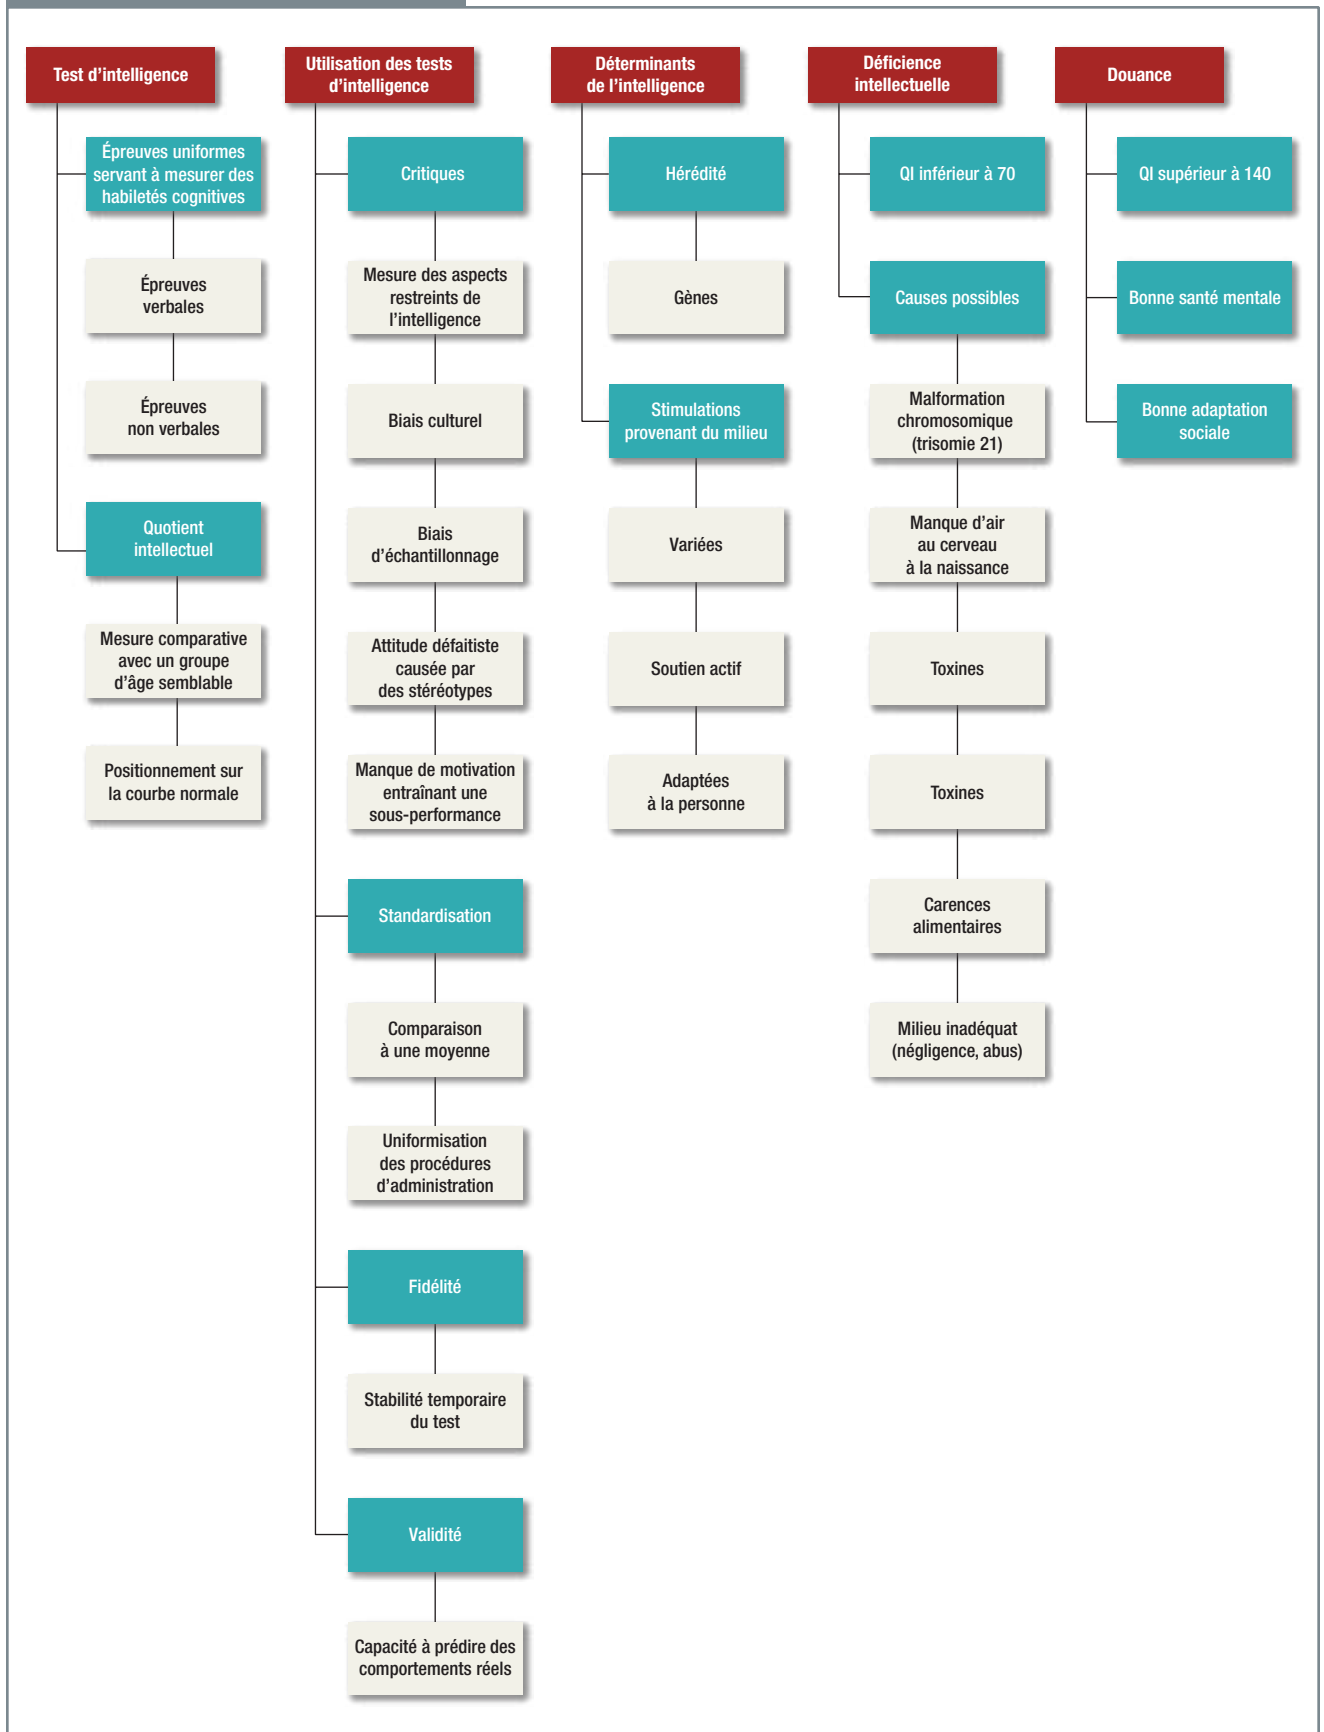 Test d'intelligence
Épreuves uniformes
servant à mesurer des
habiletés cognitives
Épreuves
verbales
Épreuves
non verbales
Quotient
intellectuel
Mesure comparative
avec un groupe
d'âge semblable
Positionnement sur
la courbe normale
Utilisation des tests
d'intelligence
Critiques
Mesure des aspects
restreints de
l'intelligence
Biais culturel
Biais
d'échantillonnage
Attitude défaitiste
causée par
des stéréotypes
Manque de motivation
entraînant une
sous-performance
Standardisation
Comparaison
à une moyenne
Uniformisation
des procédures
d'administration
Fidélité
Stabilité temporaire
du test
Validité
Capacité à prédire des
comportements réels
Déterminants
de l'intelligence
Hérédité
Gènes
Stimulations
provenant du milieu
Variées
Soutien actif
Adaptées
à la personne
Déficience
intellectuelle
QI inférieur à 70
Causes possibles
Malformation
chromosomique
(trisomie 21)
Manque d'air
au cerveau
à la naissance
Toxines
Toxines
Carences
alimentaires
Milieu inadéquat
(négligence, abus)
Douance
QI supérieur à 140
Bonne santé mentale
Bonne adaptation
sociale